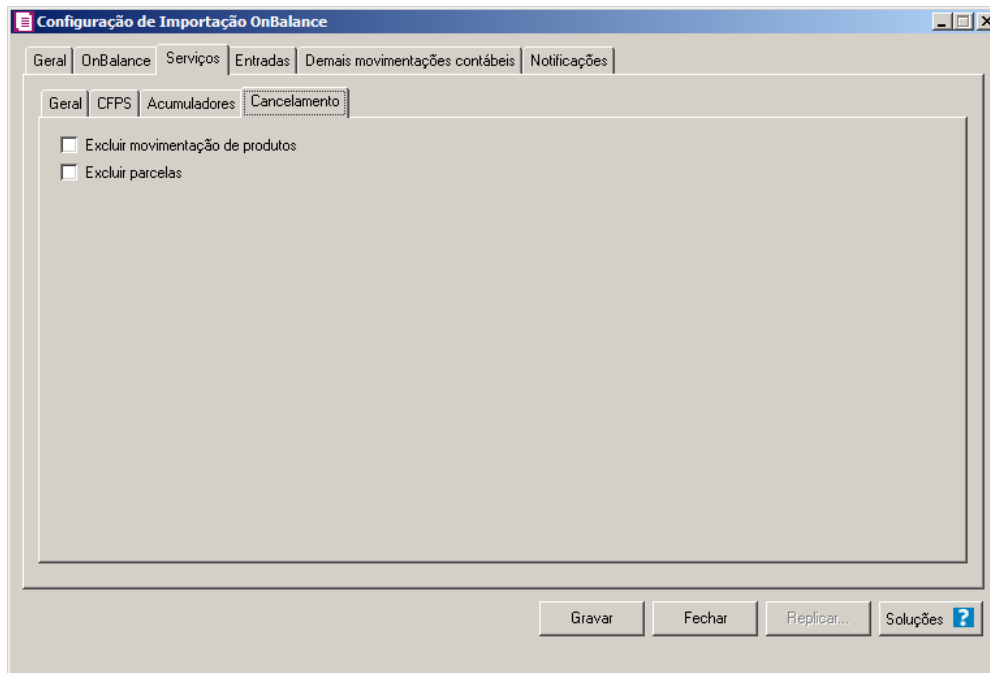 Configuração de Importação OnBalance
Geral OnBalance Serviços Entradas Demais movimentações contábeis Notificações
Geral CFPS Acumuladores Cancelamento
Excluir movimentação de produtos
Excluir parcelas
Gravar Fechar Replicar... Soluções ?